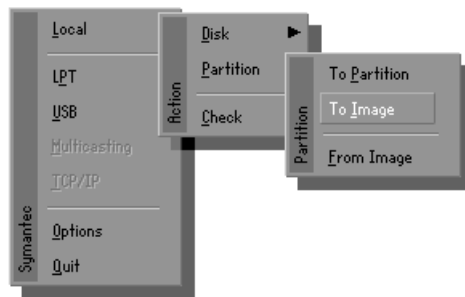 Local
LPT
USB
Multicasting
TCP/IP
Options
Quit
Symantec
Disk
Partition
Check
Action
To Partition
To Image
From Image
Partition